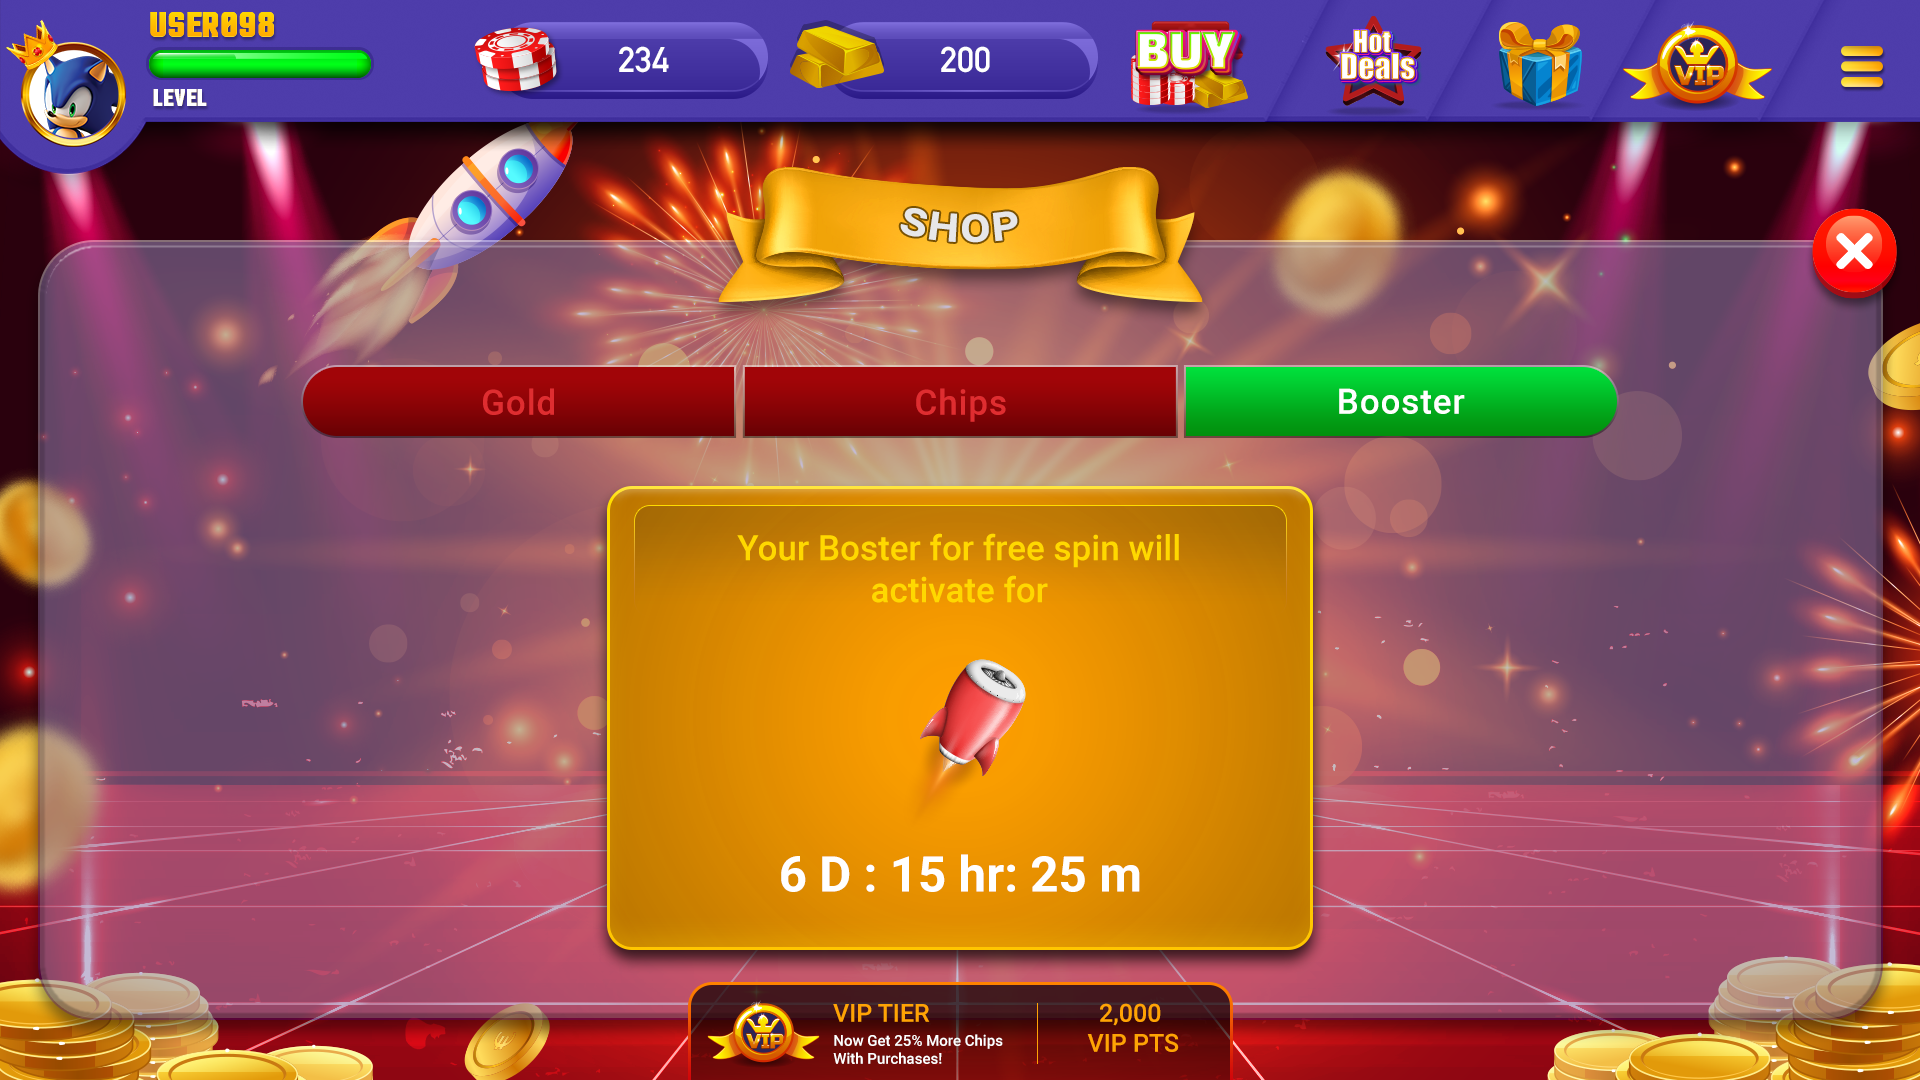 USER098
LEVEL
234
200
BUY
Hot
Deals
VIP
SHOP
Gold
Chips
Booster
Your Boster for free spin will
activate for
6 D : 15 hr: 25 m
VIP
VIP TIER
Now Get 25% More Chips
With Purchases!
2,000
VIP PTS